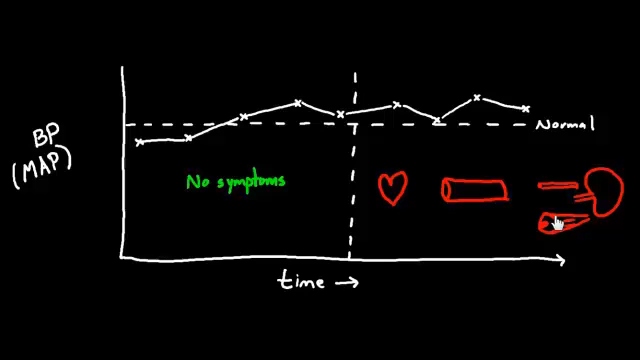 BP
(MAP)
Normal
No symptoms
time →